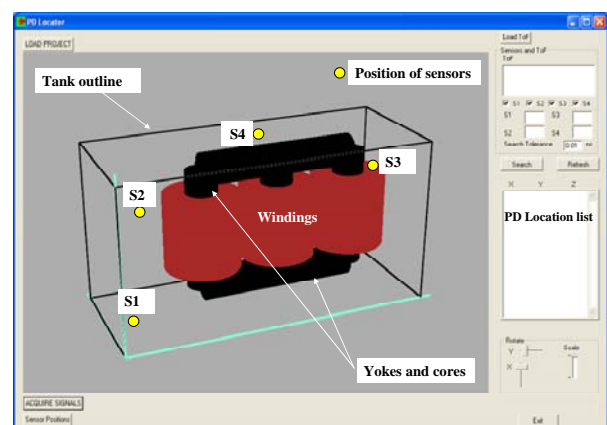 PD Locater
LOAD PROJECT
Load ToF
Sensors and ToF
ToF
Position of sensors
Tank outline
S4
S3
S2
Windings
S1
Yokes and cores
S1 S2 S3 S4
S1 S3
S2 S4
Search Tolerance 0.01
Search Refresh
X Y Z
PD Location list
Rotate
Y
X
Scale
ACQUIRE SIGNALS
Sensor Positions
Exit